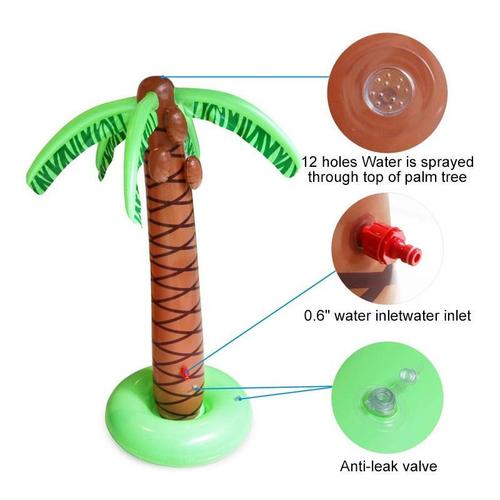 12 holes Water is sprayed
through top of palm tree
0.6" water inletwater inlet
Anti-leak valve